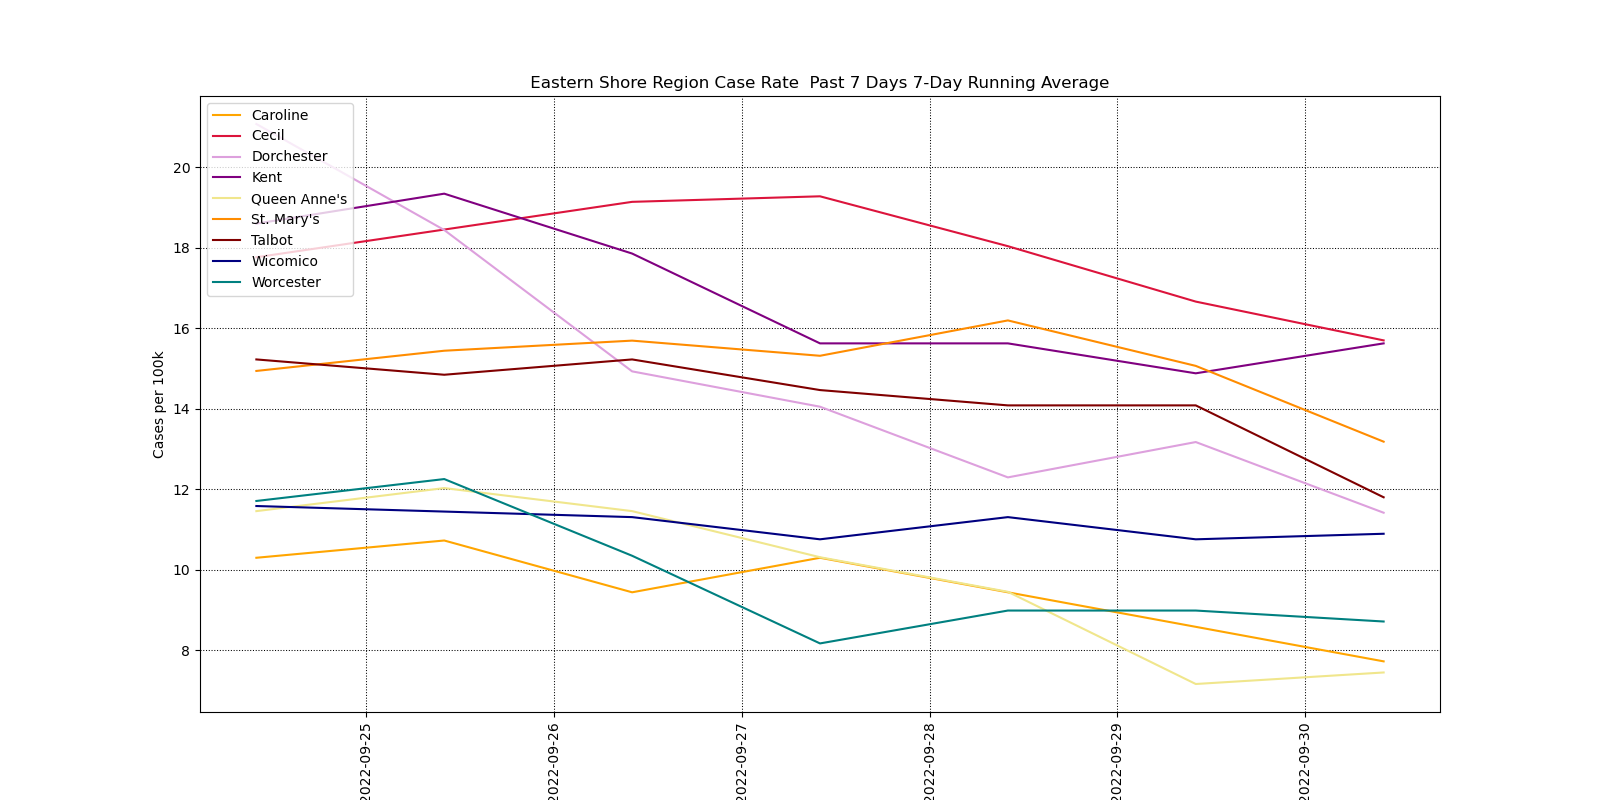 Eastern Shore Region Case Rate  Past 7 Days 7-Day Running Average
Caroline
Cecil
Dorchester
Kent
Queen Anne's
St. Mary's
Talbot
Wicomico
Worcester
Cases per 100k
20
18
16
14
12
10
8
2022-09-25
2022-09-26
2022-09-27
2022-09-28
2022-09-29
2022-09-30